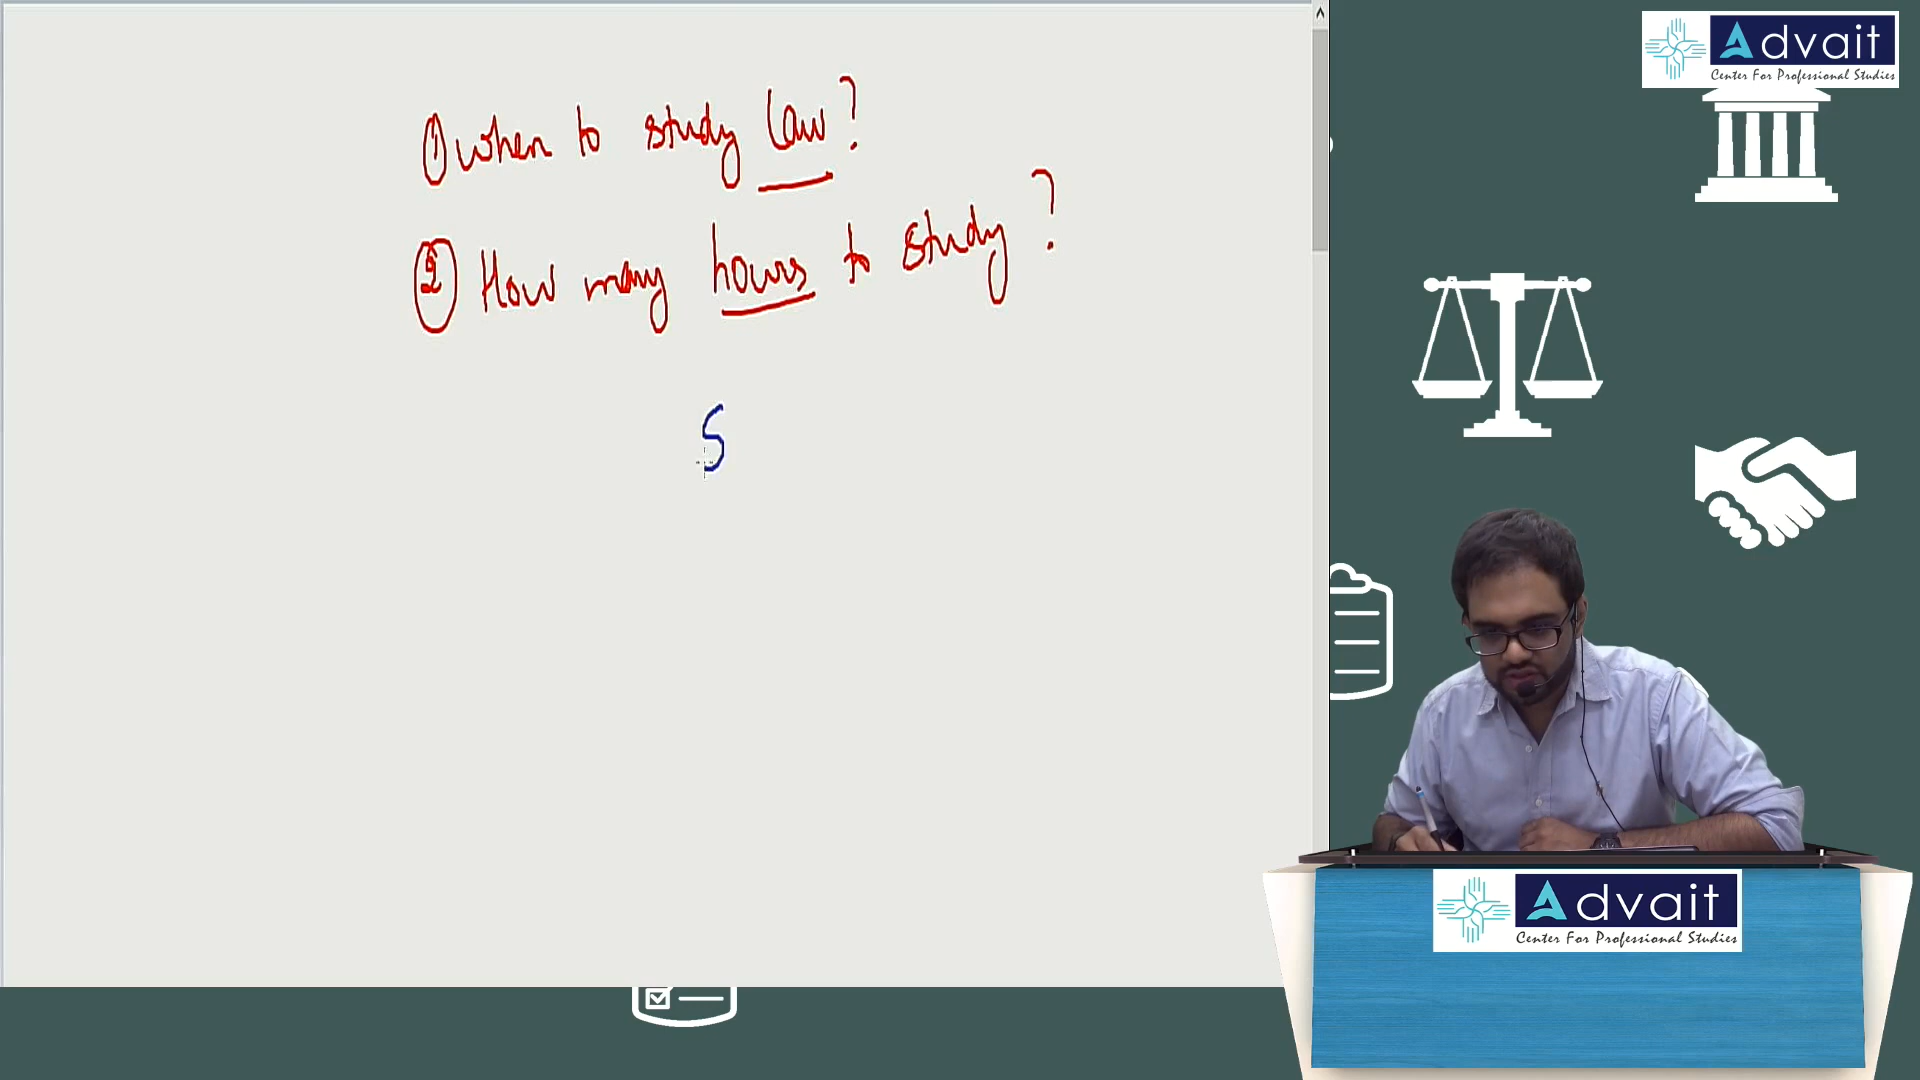 Advait
Center For Professional Studies
① when to study law?
② How many hours to study?
S
Advait
Center For Professional Studies